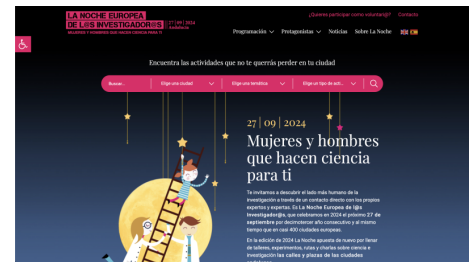 LA NOCHE EUROPEA
DE L@S INVESTIGADOR@S
27 | 09 | 2024
Andalucía
MUJERES Y HOMBRES QUE HACEN CIENCIA PARA TI
¿Quieres participar como voluntari@?
Contacto
Programación
Protagonistas
Noticias
Sobre La Noche
Encuentra las actividades que no te querrás perder en tu ciudad
Buscar...
Elige una ciudad
Elige una temática
Elige un tipo de acti...
27 | 09 | 2024
Mujeres y hombres
que hacen ciencia
para ti
Te invitamos a descubrir el lado más humano de la
investigación a través de un contacto directo con los propios
expertos y expertas. Es La Noche Europea de l@s
Investigador@s, que celebramos en 2024 el próximo 27 de
septiembre por decimotercer año consecutivo y al mismo
tiempo que en casi 400 ciudades europeas.
En la edición de 2024 La Noche apuesta de nuevo por llenar
de talleres, experimentos, rutas y charlas sobre ciencia e
investigación las calles y plazas de las ciudades